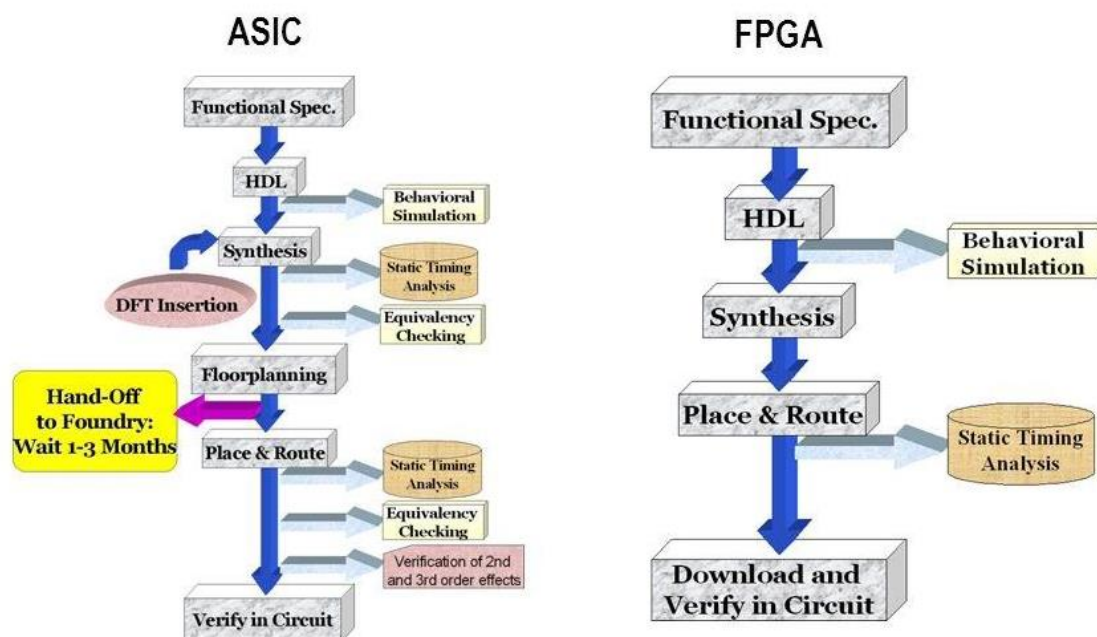 ASIC
Functional Spec.
HDL
Behavioral
Simulation
Synthesis
Static Timing
Analysis
DFT Insertion
Equivalency
Checking
Floorplanning
Hand-Off
to Foundry:
Wait 1-3 Months
Place & Route
Static Timing
Analysis
Equivalency
Checking
Verification of 2nd
and 3rd order effects
Verify in Circuit
FPGA
Functional Spec.
HDL
Behavioral
Simulation
Synthesis
Place & Route
Static Timing
Analysis
Download and
Verify in Circuit